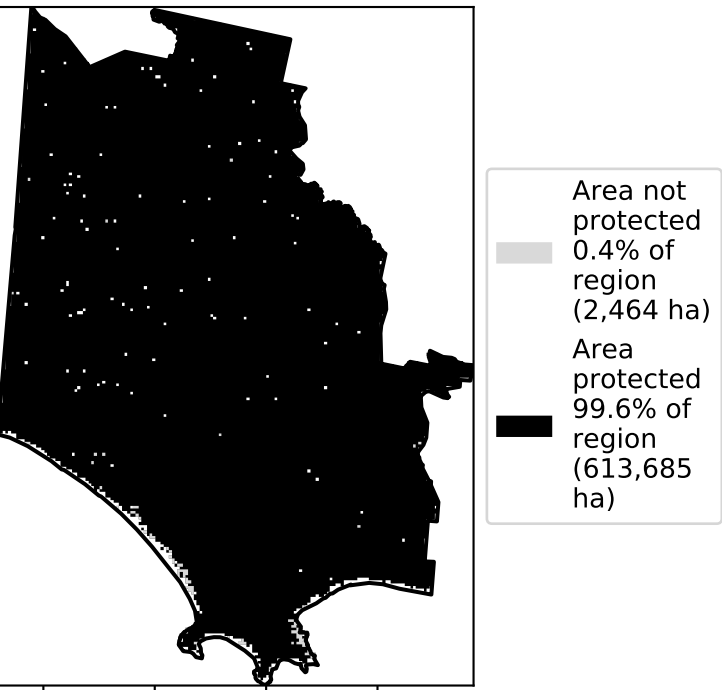 Area not
protected
0.4% of
region
(2,464 ha)
Area
protected
99.6% of
region
(613,685
ha)